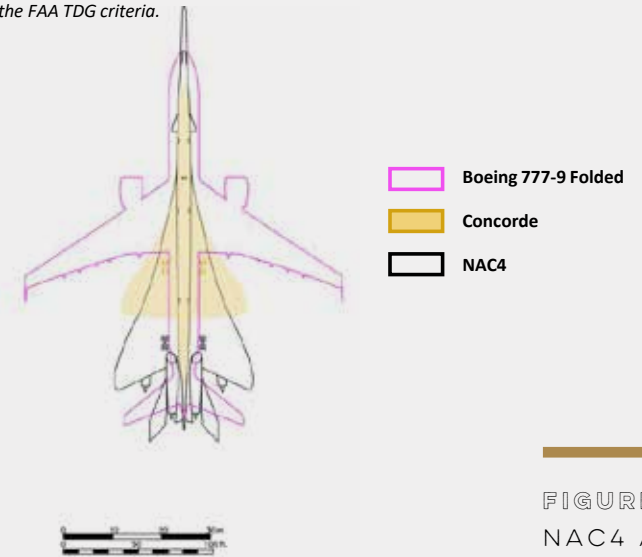 the FAA TDG criteria.
Boeing 777-9 Folded
Concorde
NAC4
FIGURE
NAC4